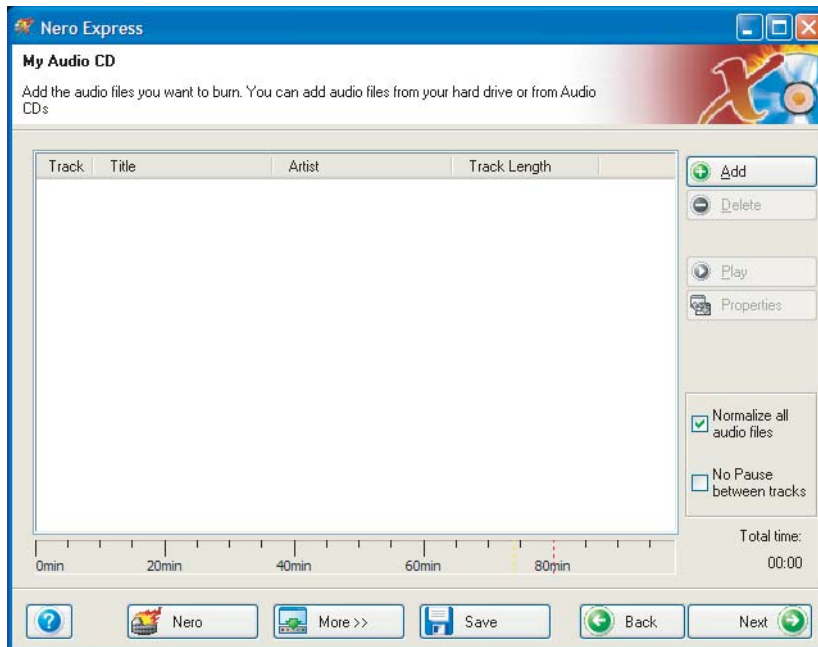 Nero Express
My Audio CD
Add the audio files you want to burn. You can add audio files from your hard drive or from Audio
CDs
Track Title Artist Track Length
Add
Delete
Play
Properties
Normalize all
audio files
No Pause
between tracks
Total time:
00:00
0min 20min 40min 60min 80min
Nero More >> Save Back Next